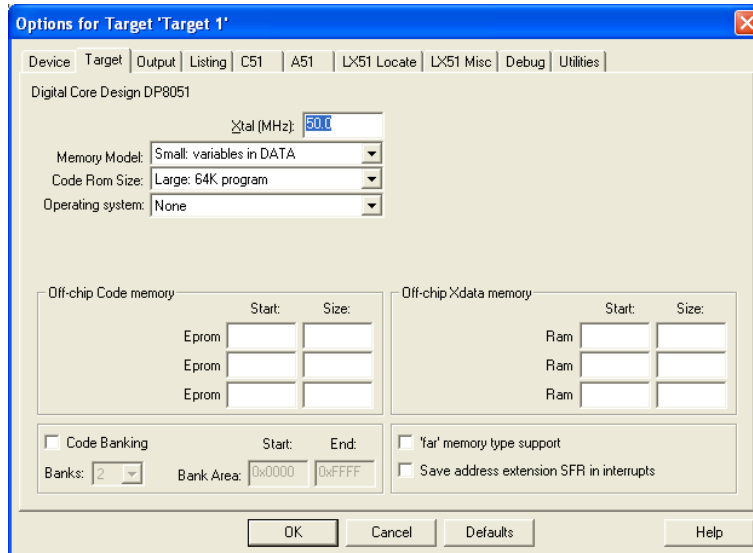 Options for Target 'Target 1'
Device Target Output Listing C51 A51 LX51 Locate LX51 Misc Debug Utilities
Digital Core Design DP8051
Xtal (MHz): 50.0
Memory Model: Small: variables in DATA
Code Rom Size: Large: 64K program
Operating system: None
Off-chip Code memory
Start: Size:
Eprom
Eprom
Eprom
Off-chip Xdata memory
Start: Size:
Ram
Ram
Ram
Code Banking Start: End:
Banks: 2 Bank Area: 0x0000 0xFFFF
'far' memory type support
Save address extension SFR in interrupts
OK Cancel Defaults Help